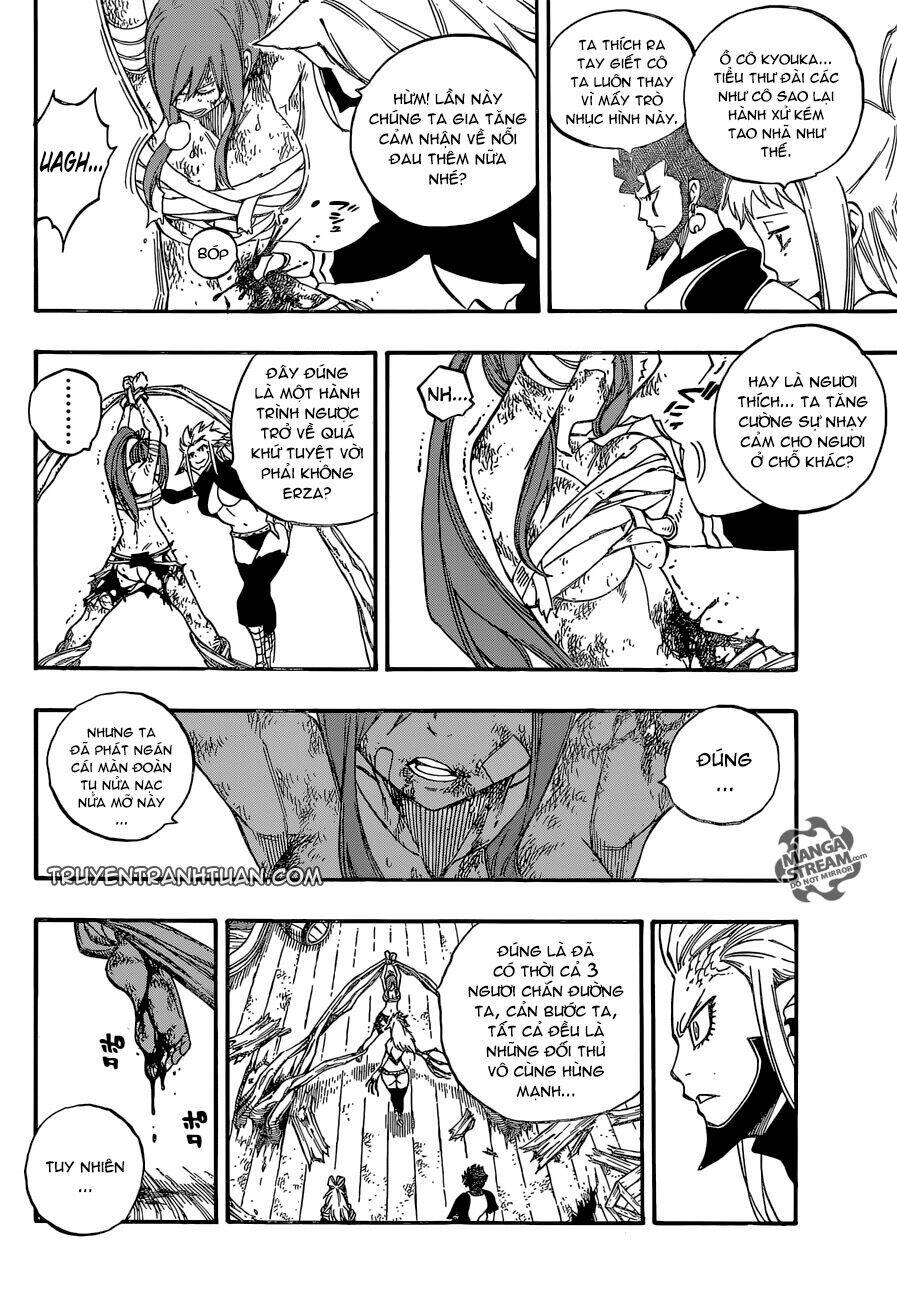 Ồ CÔ KYOUKA...
TIỂU THƯ ĐÀI CÁC
NHƯ CÔ SAO LẠI
HÀNH XỬ KÉM
TAO NHÃ NHƯ
THẾ.
TA THÍCH RA
TAY GIẾT CÔ
TA LUÔN THAY
VÌ MẤY TRÒ
NHỤC HÌNH NÀY.
HỪM! LẦN NÀY
CHÚNG TA GIA TĂNG
CẢM NHẬN VỀ NỖI
ĐAU THÊM NỮA
NHÉ?
BÓP
UAGH...
HAY LÀ NGƯƠI
THÍCH... TA TĂNG
CƯỜNG SỰ NHẠY
CẢM CHO NGƯƠI
Ở CHỖ KHÁC?
NH...
ĐÂY ĐÚNG
LÀ MỘT HÀNH
TRÌNH NGƯỢC
TRỞ VỀ QUÁ
KHỨ TUYỆT VỜI
PHẢI KHÔNG
ERZA?
........
ĐÚNG
...
NHƯNG TA
ĐÃ PHÁT NGÁN
CÁI MÀN ĐOÀN
TỤ NỬA NẠC
NỬA MỠ NÀY
...
MANGA
STREAM.com
DO NOT MIRROR!
TRUYENTRANHTUAN.COM
ĐÚNG LÀ ĐÃ
CÓ THỜI CẢ 3
NGƯƠI CHẮN ĐƯỜNG
TA, CẢN BƯỚC TA,
TẤT CẢ ĐỀU LÀ
NHỮNG ĐỐI THỦ
VÔ CÙNG HÙNG
MẠNH...
TUY NHIÊN
...